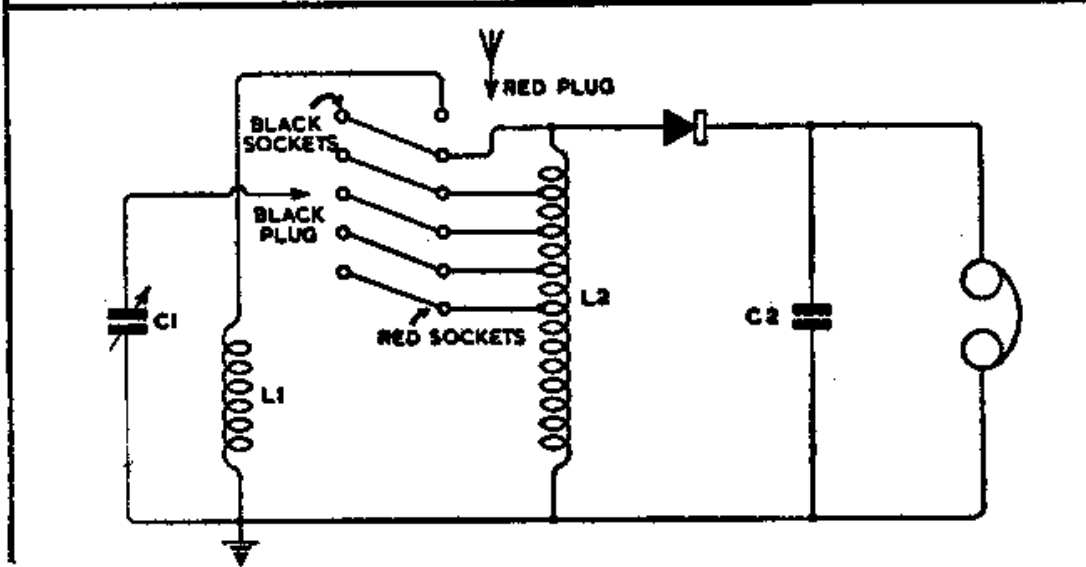 RED PLUG
BLACK
SOCKETS
BLACK
PLUG
C1
L2
C2
RED SOCKETS
L1